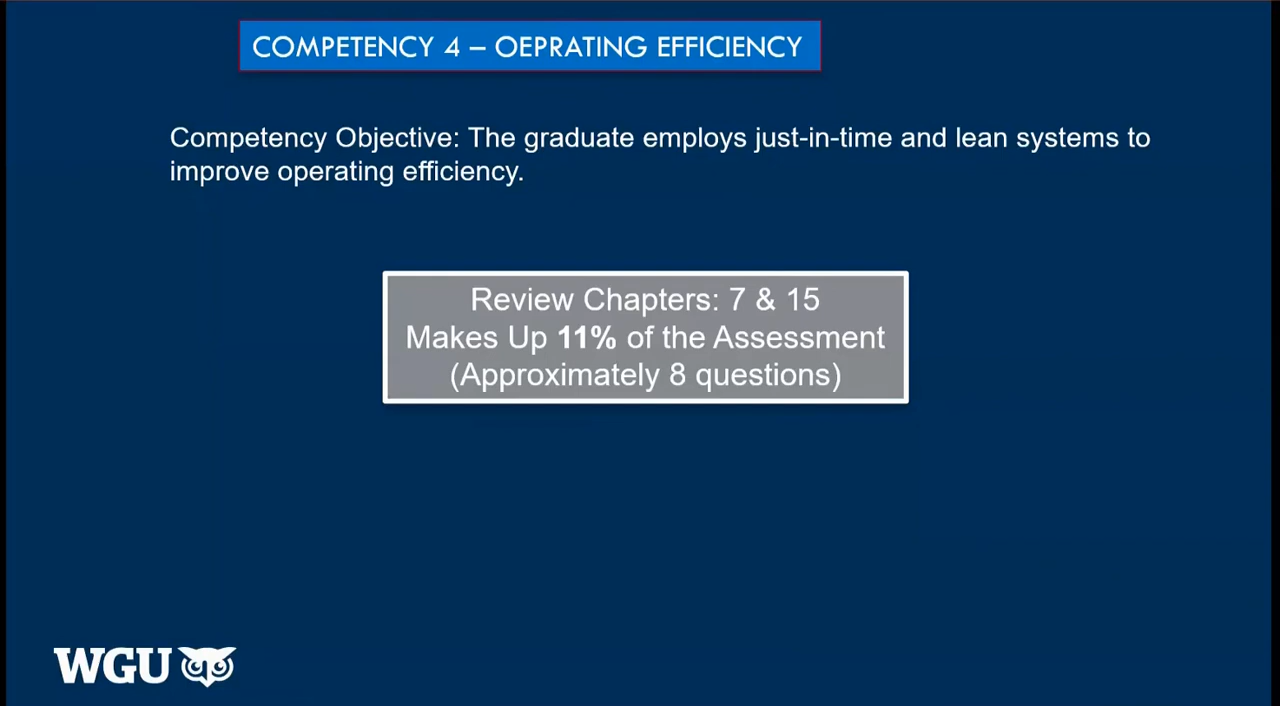 COMPETENCY 4 – OEPRATING EFFICIENCY
Competency Objective: The graduate employs just-in-time and lean systems to
improve operating efficiency.
Review Chapters: 7 & 15
Makes Up 11% of the Assessment
(Approximately 8 questions)
WGU